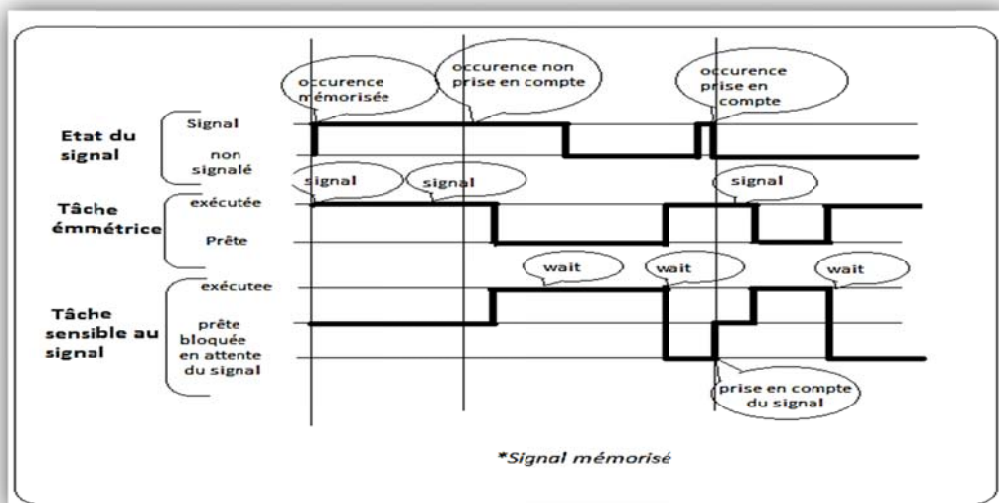 occurence
mémorisée
occurence non
prise en compte
occurence
prise en
compte
Etat du
signal
Signal
non
signalé
signal
signal
signal
Tâche
émmétrice
exécutée
Prête
wait
wait
wait
Tâche
sensible au
signal
exécutee
prête
bloquée
en attente
du signal
prise en compte
du signal
*Signal mémorisé